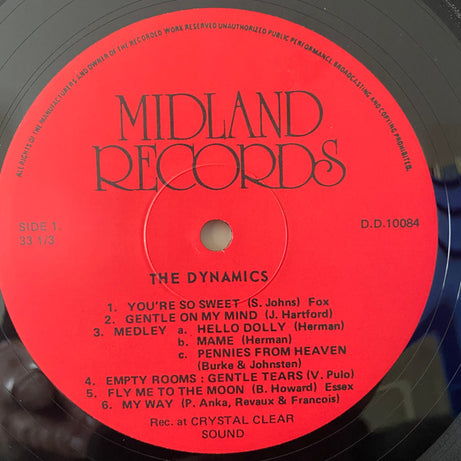 ALL RIGHTS OF THE MANUFACTURERS AND OWNER OF THE RECORDED WORK RESERVED UNAUTHORIZED PUBLIC PERFORMANCE, BROADCASTING AND COPYING PROHIBITED.
MIDLAND
RECORDS
SIDE 1. D.D.10084
33 1/3
THE DYNAMICS
1. YOU'RE SO SWEET (S. Johns) Fox
2. GENTLE ON MY MIND (J. Hartford)
3. MEDLEY a. HELLO DOLLY (Herman)
b. MAME (Herman)
c. PENNIES FROM HEAVEN
(Burke & Johnsten)
4. EMPTY ROOMS : GENTLE TEARS (V. Pulo)
5. FLY ME TO THE MOON (B. Howard) Essex
6. MY WAY (P. Anka, Revaux & Francois)
Rec. at CRYSTAL CLEAR
SOUND